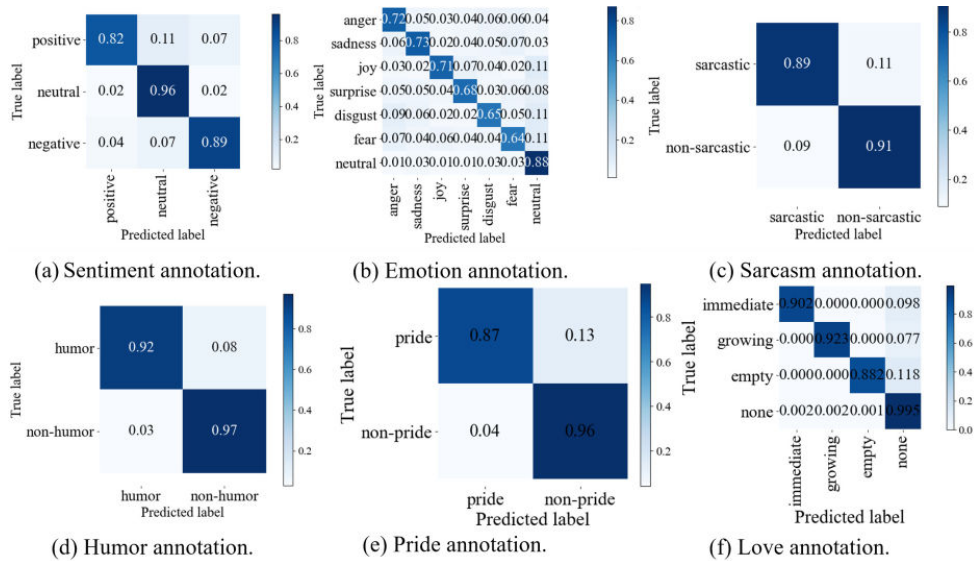 True label
positive 0.82 0.11 0.07
neutral 0.02 0.96 0.02
negative 0.04 0.07 0.89
positive neutral negative
Predicted label
0.8
0.6
0.4
0.2
(a) Sentiment annotation.
True label
anger 0.72 0.05 0.03 0.04 0.06 0.06 0.04
sadness 0.06 0.73 0.02 0.04 0.05 0.07 0.03
joy 0.03 0.02 0.71 0.07 0.04 0.02 0.11
surprise 0.05 0.05 0.04 0.68 0.03 0.06 0.08
disgust 0.09 0.06 0.02 0.02 0.65 0.05 0.11
fear 0.07 0.04 0.06 0.04 0.04 0.64 0.11
neutral 0.01 0.03 0.01 0.01 0.03 0.03 0.88
anger sadness joy surprise disgust fear neutral
Predicted label
0.8
0.6
0.4
0.2
(b) Emotion annotation.
True label
sarcastic 0.89 0.11
non-sarcastic 0.09 0.91
sarcastic non-sarcastic
Predicted label
0.8
0.6
0.4
0.2
(c) Sarcasm annotation.
True label
humor 0.92 0.08
non-humor 0.03 0.97
humor non-humor
Predicted label
0.8
0.6
0.4
0.2
(d) Humor annotation.
True label
pride 0.87 0.13
non-pride 0.04 0.96
pride non-pride
Predicted label
0.8
0.6
0.4
0.2
(e) Pride annotation.
True label
immediate 0.902 0.000 0.000 0.098
growing 0.000 0.923 0.000 0.077
empty 0.000 0.000 0.882 0.118
none 0.002 0.002 0.001 0.995
immediate growing empty none
Predicted label
0.8
0.6
0.4
0.2
0.0
(f) Love annotation.